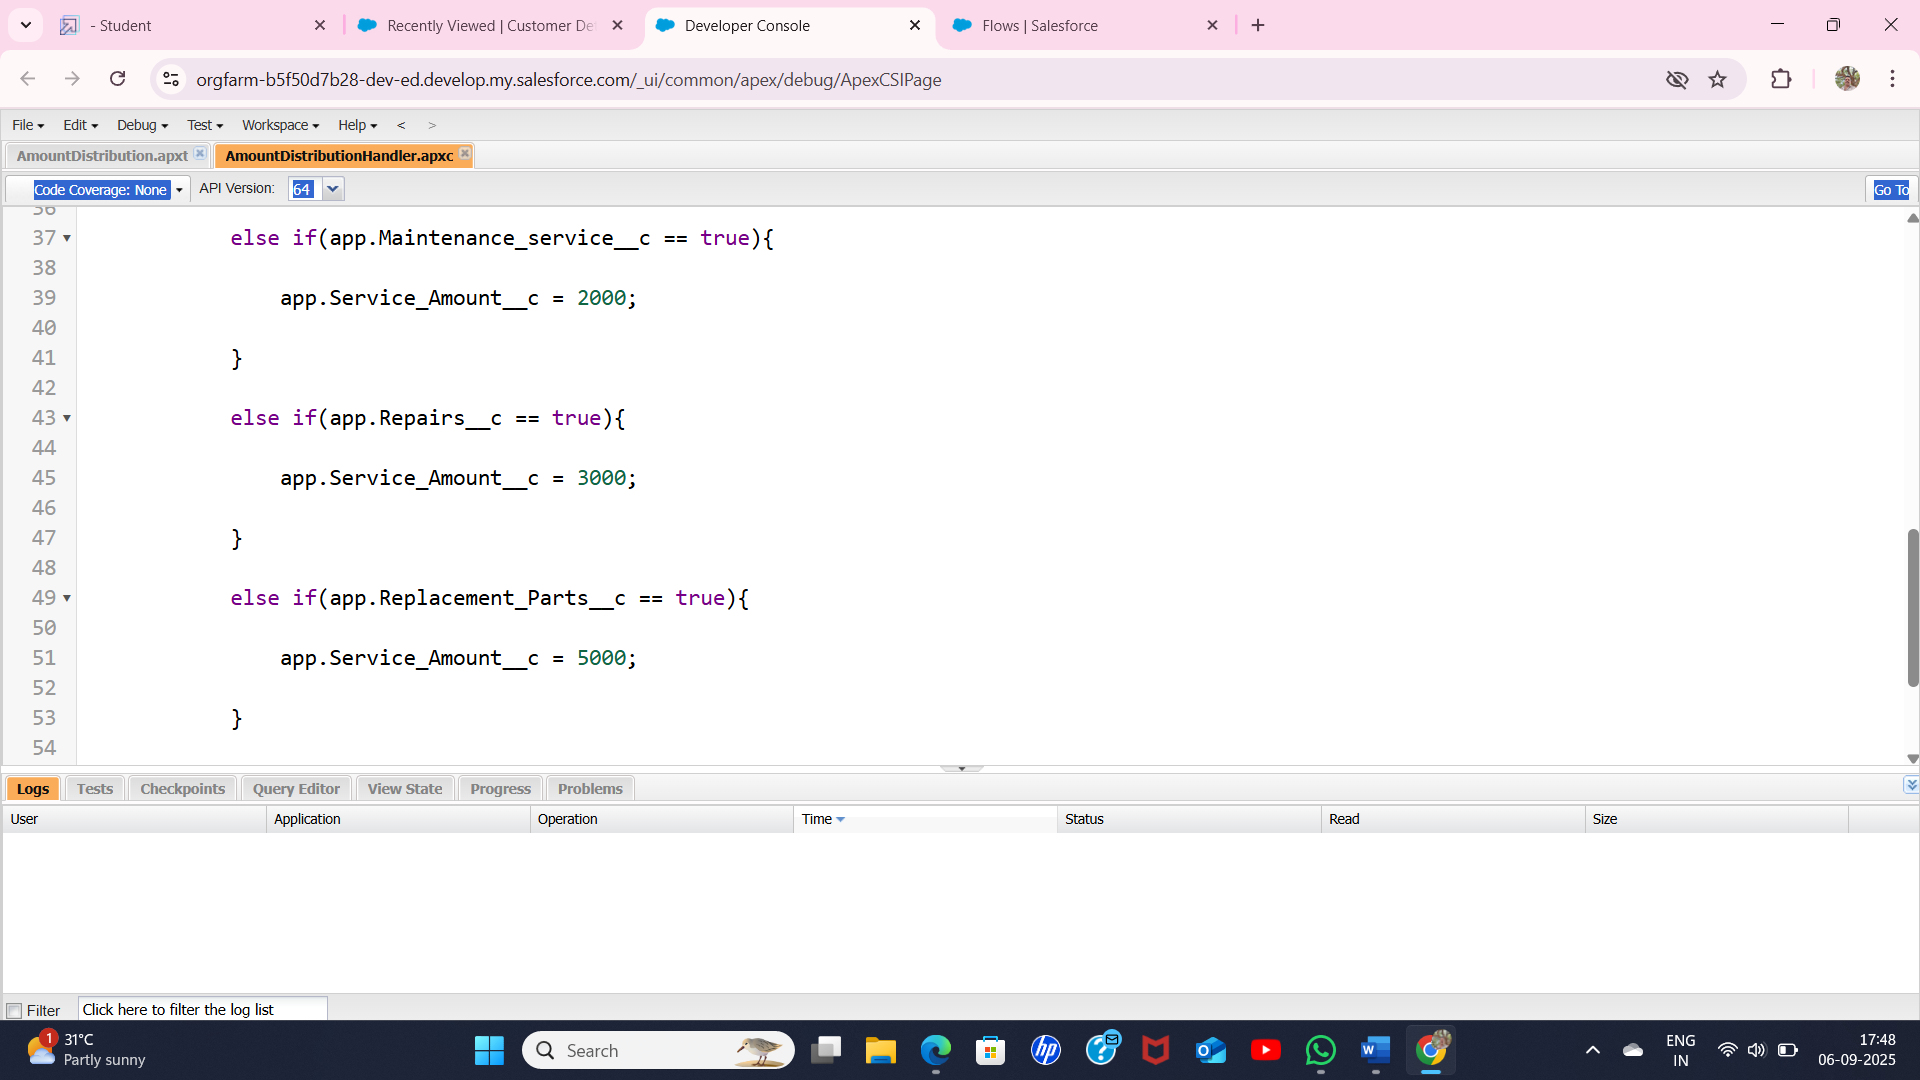 - Student
Recently Viewed | Customer De
Developer Console
Flows | Salesforce
orgfarm-b5f50d7b28-dev-ed.develop.my.salesforce.com/_ui/common/apex/debug/ApexCSIPage
File Edit Debug Test Workspace Help < >
AmountDistribution.apxt AmountDistributionHandler.apxc
Code Coverage: None API Version: 64 Go To
36
37 else if(app.Maintenance_service__c == true){
38
39 app.Service_Amount__c = 2000;
40
41 }
42
43 else if(app.Repairs__c == true){
44
45 app.Service_Amount__c = 3000;
46
47 }
48
49 else if(app.Replacement_Parts__c == true){
50
51 app.Service_Amount__c = 5000;
52
53 }
54
Logs Tests Checkpoints Query Editor View State Progress Problems
User Application Operation Time Status Read Size
Filter Click here to filter the log list
1
31°C
Partly sunny
Search
hp
W
ENG
IN
17:48
06-09-2025